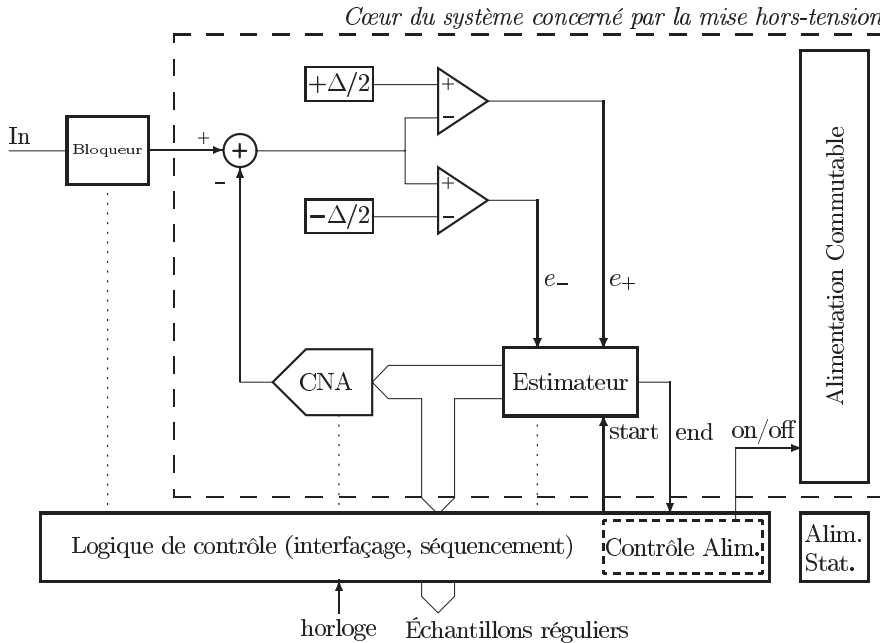 Cœur du système concerné par la mise hors-tension
+Δ/2
+
−
In
Bloqueur
+
+
−
+
−
−Δ/2
Alimentation Commutable
e−
e+
CNA
Estimateur
start
end
on/off
Logique de contrôle (interfaçage, séquencement)
Contrôle Alim.
Alim.
Stat.
horloge
Échantillons réguliers